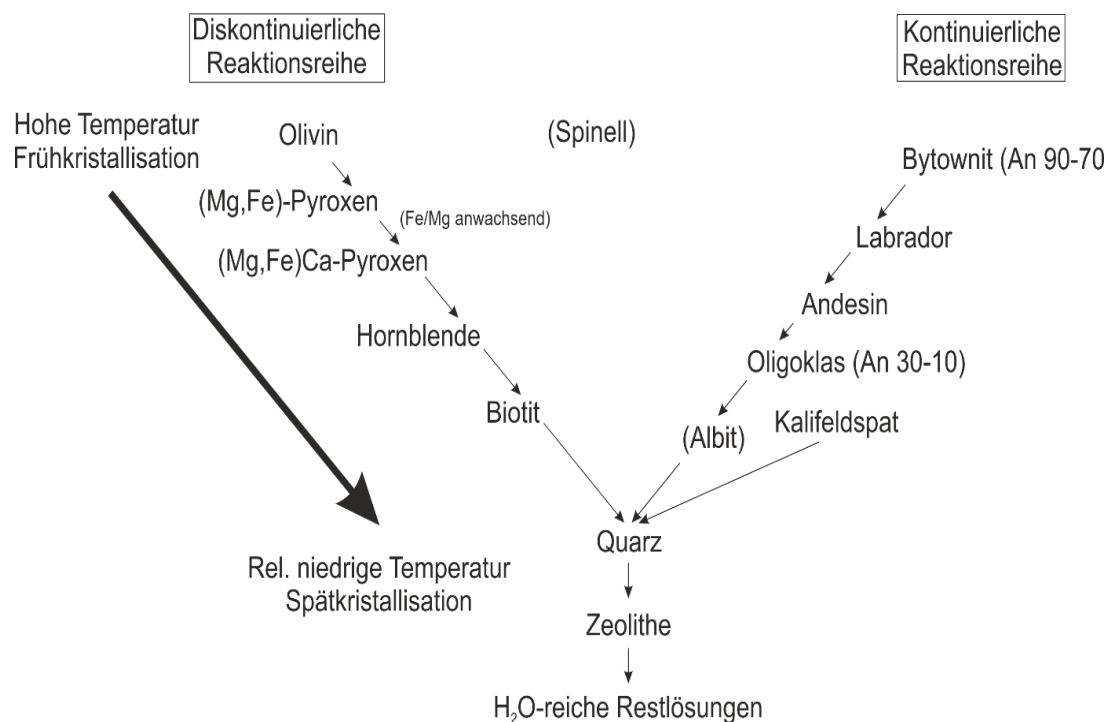 Diskontinuierliche
Reaktionsreihe
Kontinuierliche
Reaktionsreihe
Hohe Temperatur
Frühkristallisation
Olivin
(Spinell)
Bytownit (An 90-70
(Mg,Fe)-Pyroxen
(Fe/Mg anwachsend)
Labrador
(Mg,Fe)Ca-Pyroxen
Andesin
Hornblende
Oligoklas (An 30-10)
Biotit
Kalifeldspat
(Albit)
Quarz
Rel. niedrige Temperatur
Spätkristallisation
Zeolithe
H₂O-reiche Restlösungen